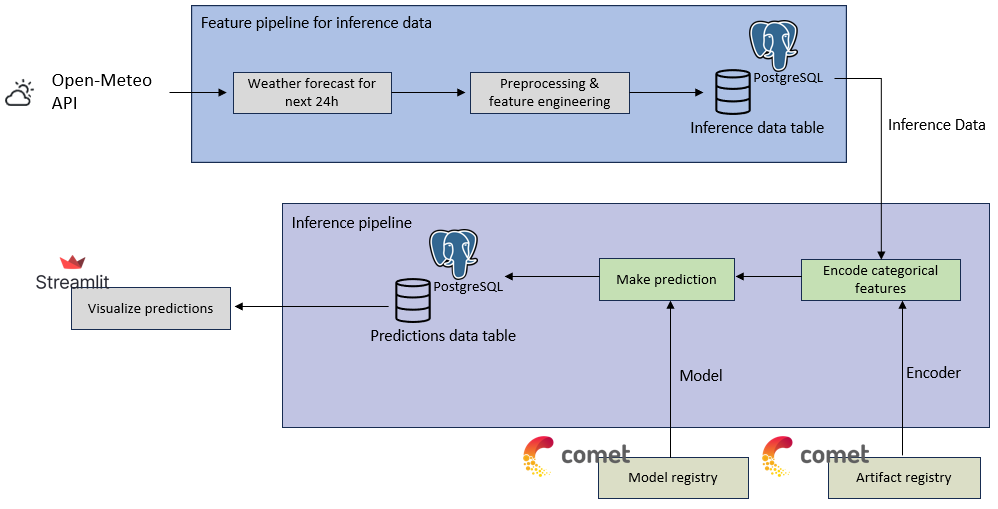 Feature pipeline for inference data
Open-Meteo
API
Weather forecast for
next 24h
Preprocessing &
feature engineering
PostgreSQL
Inference data table
Inference Data
Inference pipeline
Streamlit
Visualize predictions
PostgreSQL
Predictions data table
Make prediction
Encode categorical
features
Model
Encoder
comet
Model registry
comet
Artifact registry